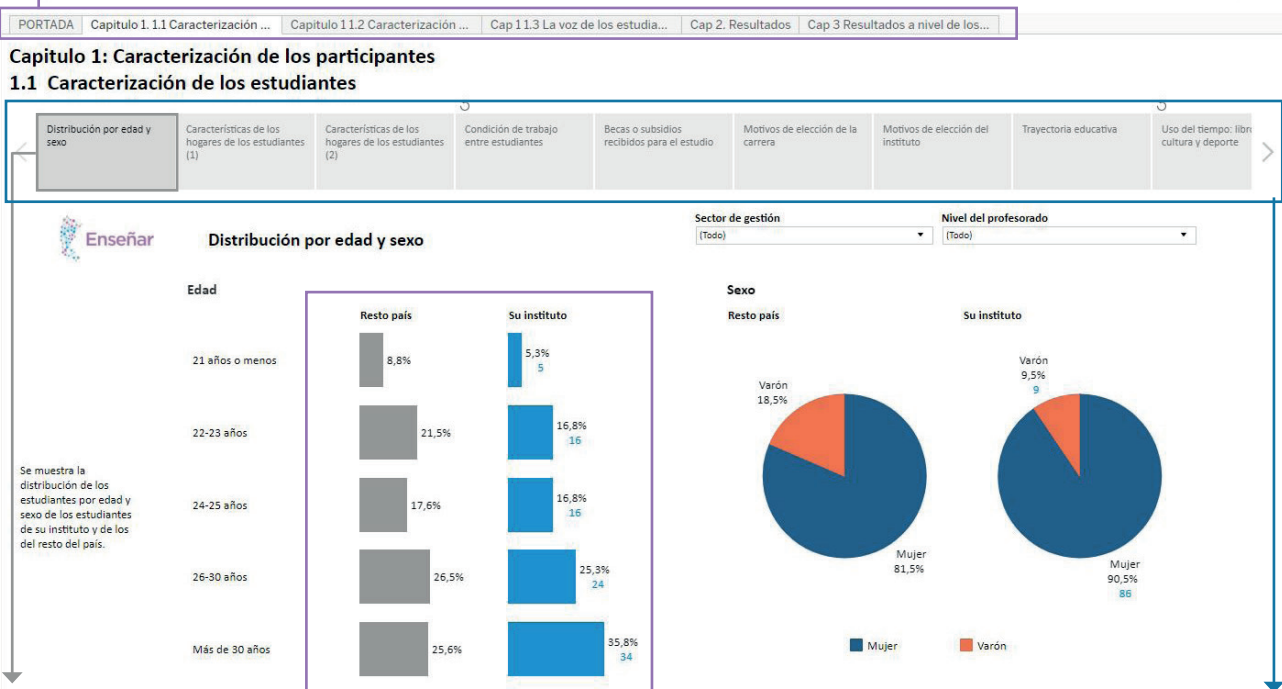 PORTADA
Capitulo 1. 1.1 Caracterización ...
Capitulo 1 1.2 Caracterización ...
Cap 1 1.3 La voz de los estudia...
Cap 2. Resultados
Cap 3 Resultados a nivel de los...
Capitulo 1: Caracterización de los participantes
1.1 Caracterización de los estudiantes
Distribución por edad y
sexo
Características de los
hogares de los estudiantes
(1)
Características de los
hogares de los estudiantes
(2)
Condición de trabajo
entre estudiantes
Becas o subsidios
recibidos para el estudio
Motivos de elección de la
carrera
Motivos de elección del
instituto
Trayectoria educativa
Uso del tiempo: libro
cultura y deporte
Enseñar
Distribución por edad y sexo
Sector de gestión
(Todo)
Nivel del profesorado
(Todo)
Edad
Resto país
Su instituto
21 años o menos
8,8%
5,3%
5
22-23 años
21,5%
16,8%
16
24-25 años
17,6%
16,8%
16
26-30 años
26,5%
25,3%
24
Más de 30 años
25,6%
35,8%
34
Se muestra la
distribución de los
estudiantes por edad y
sexo de los estudiantes
de su instituto y de los
del resto del país.
Sexo
Resto país
Su instituto
Varón
18,5%
Mujer
81,5%
Varón
9,5%
9
Mujer
90,5%
86
Mujer
Varón